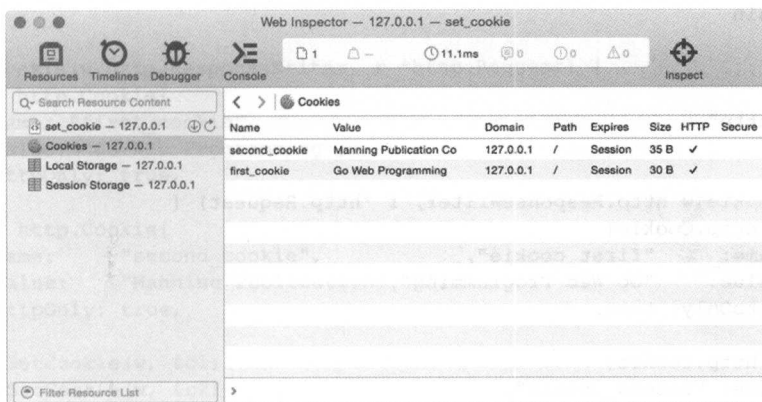 Web Inspector — 127.0.0.1 — set_cookie
Resources Timelines Debugger Console 1 — 11.1ms 0 0 0 Inspect
Search Resource Content
Cookies
set_cookie — 127.0.0.1
Cookies — 127.0.0.1
Local Storage — 127.0.0.1
Session Storage — 127.0.0.1
Name Value Domain Path Expires Size HTTP Secure
second_cookie Manning Publication Co 127.0.0.1 / Session 35 B ✓
first_cookie Go Web Programming 127.0.0.1 / Session 30 B ✓
Filter Resource List